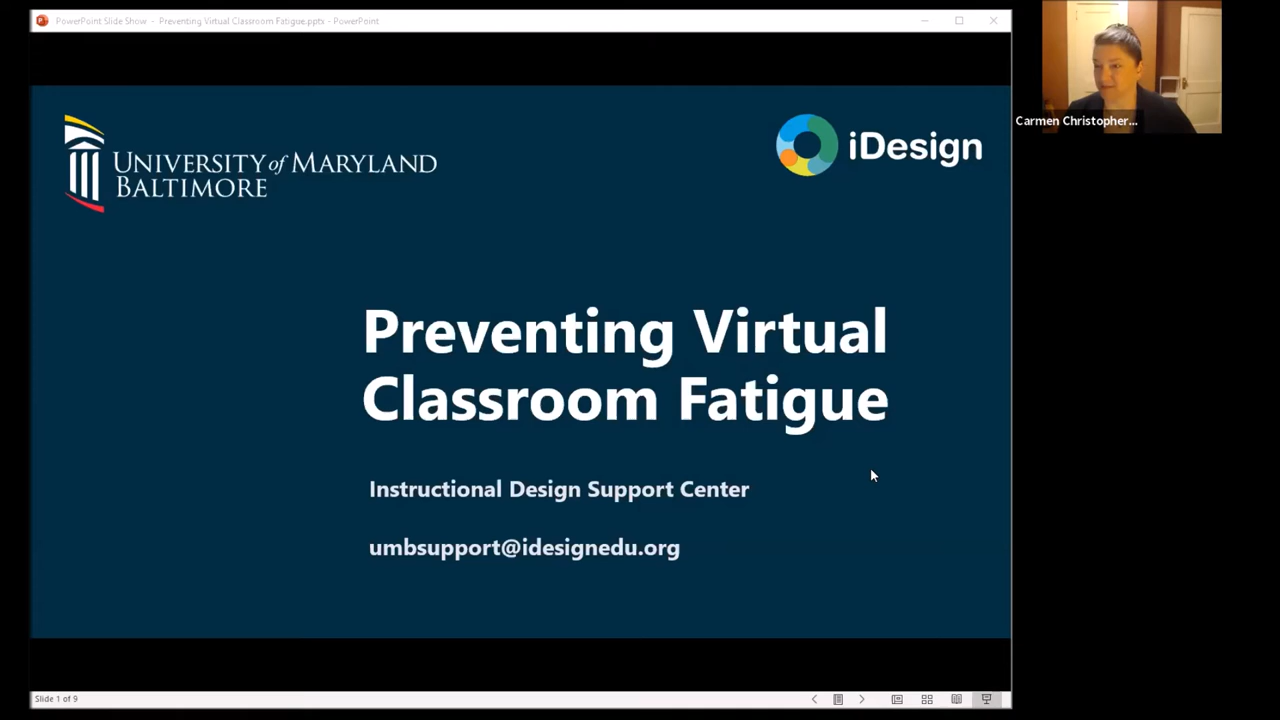 PowerPoint Slide Show - Preventing Virtual Classroom Fatigue.pptx - PowerPoint
Carmen Christopher...
UNIVERSITY of MARYLAND
BALTIMORE
iDesign
Preventing Virtual
Classroom Fatigue
Instructional Design Support Center
umbsupport@idesignedu.org
Slide 1 of 9